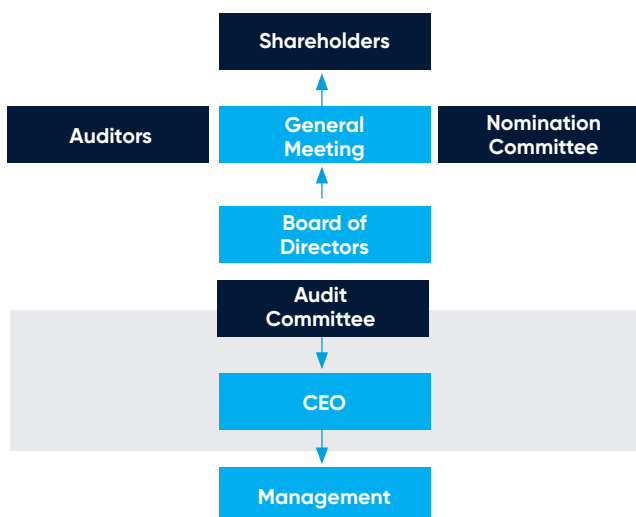 Shareholders
Auditors
General
Meeting
Nomination
Committee
Board of
Directors
Audit
Committee
CEO
Management